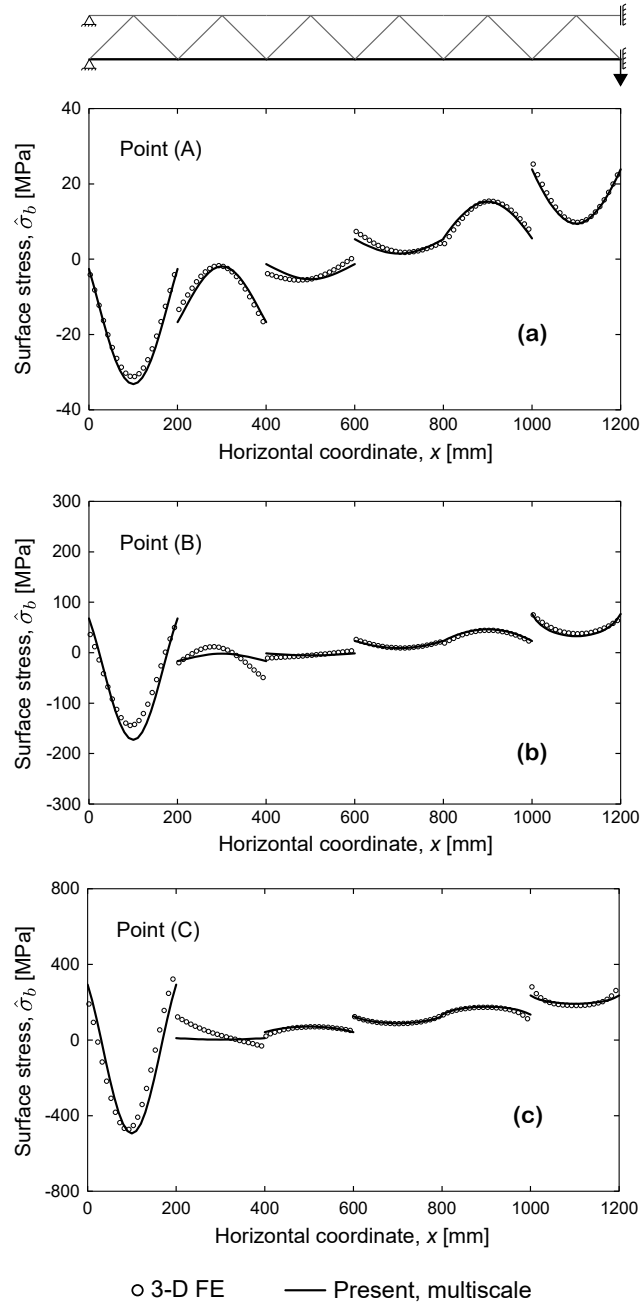 40
20
0
-20
-40
Surface stress, σ̂_b [MPa]
Point (A)
(a)
0 200 400 600 800 1000 1200
Horizontal coordinate, x [mm]
300
200
100
0
-100
-200
-300
Surface stress, σ̂_b [MPa]
Point (B)
(b)
0 200 400 600 800 1000 1200
Horizontal coordinate, x [mm]
800
400
0
-400
-800
Surface stress, σ̂_b [MPa]
Point (C)
(c)
0 200 400 600 800 1000 1200
Horizontal coordinate, x [mm]
3-D FE Present, multiscale